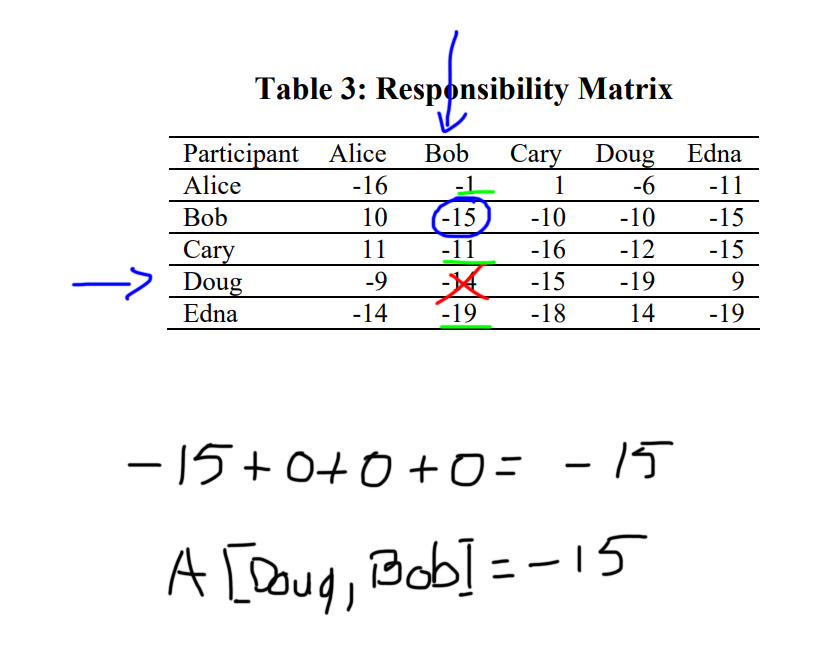 Table 3: Responsibility Matrix
Participant Alice Bob Cary Doug Edna
Alice -16 -1 1 -6 -11
Bob 10 -15 -10 -10 -15
Cary 11 -11 -16 -12 -15
Doug -9 -14 -15 -19 9
Edna -14 -19 -18 14 -19
-15+0+0+0= -15
A[Doug, Bob]=-15